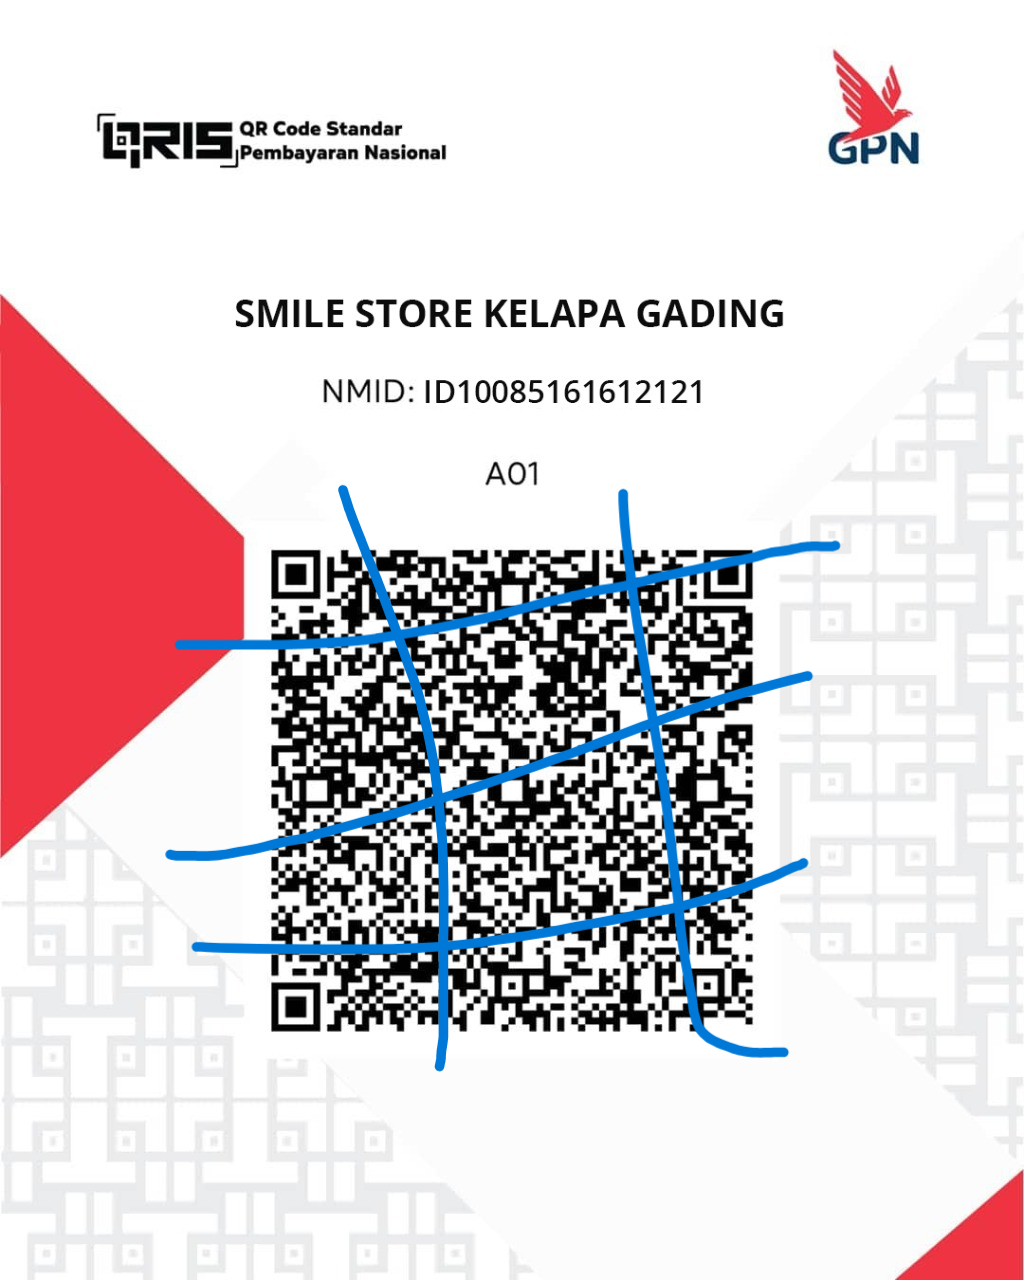 QRIS QR Code Standar
Pembayaran Nasional
GPN
SMILE STORE KELAPA GADING
NMID: ID10085161612121
A01